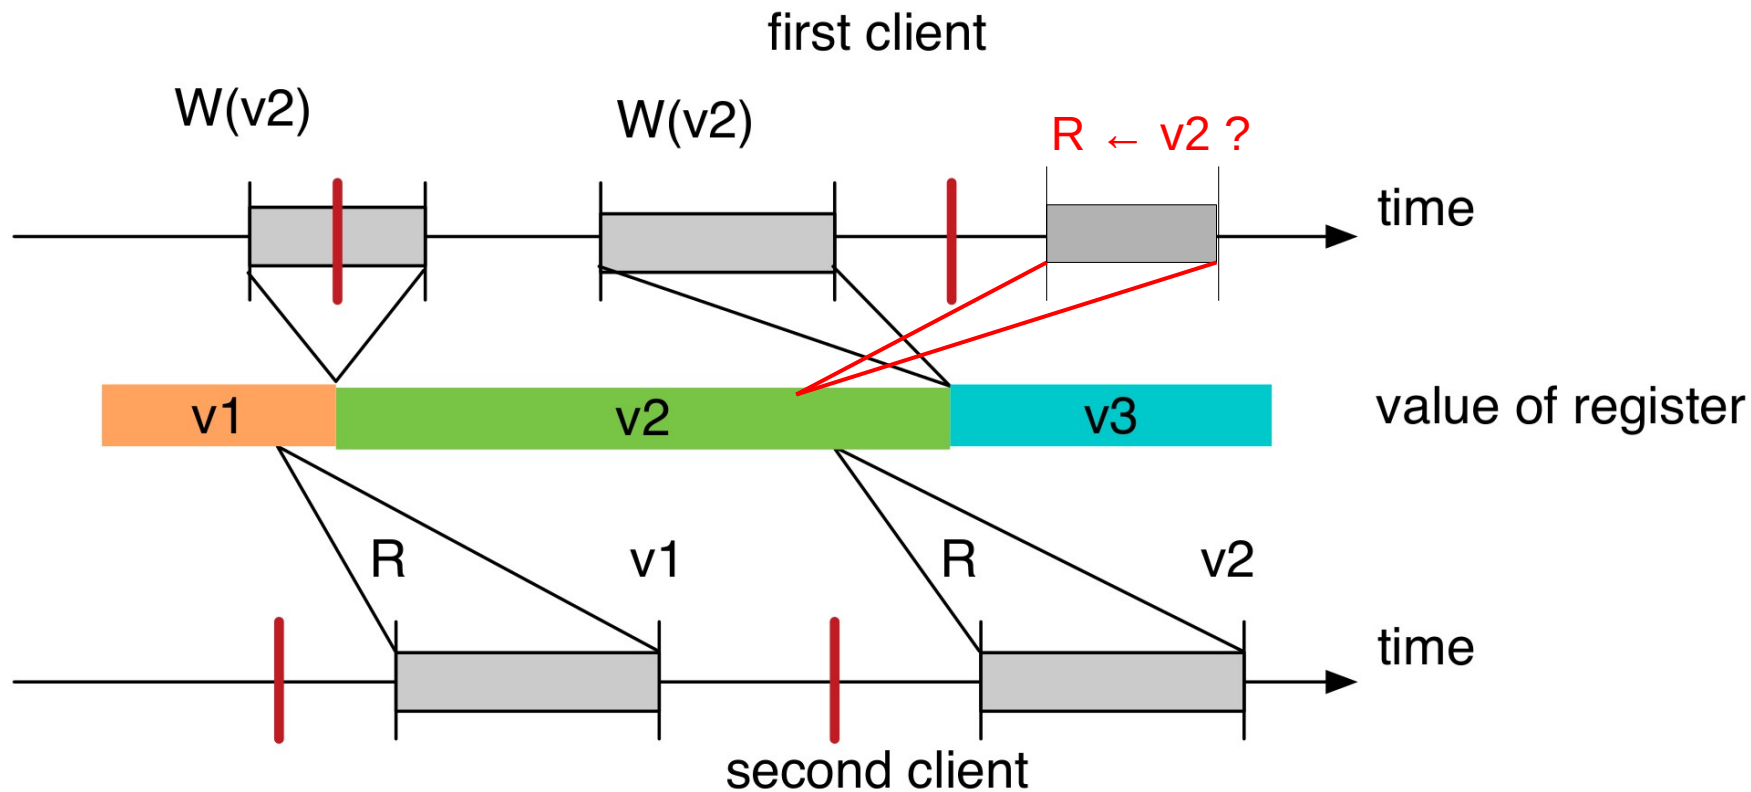 first client
W(v2)
W(v2)
R ← v2 ?
time
v1
v2
v3
value of register
R
v1
R
v2
time
second client